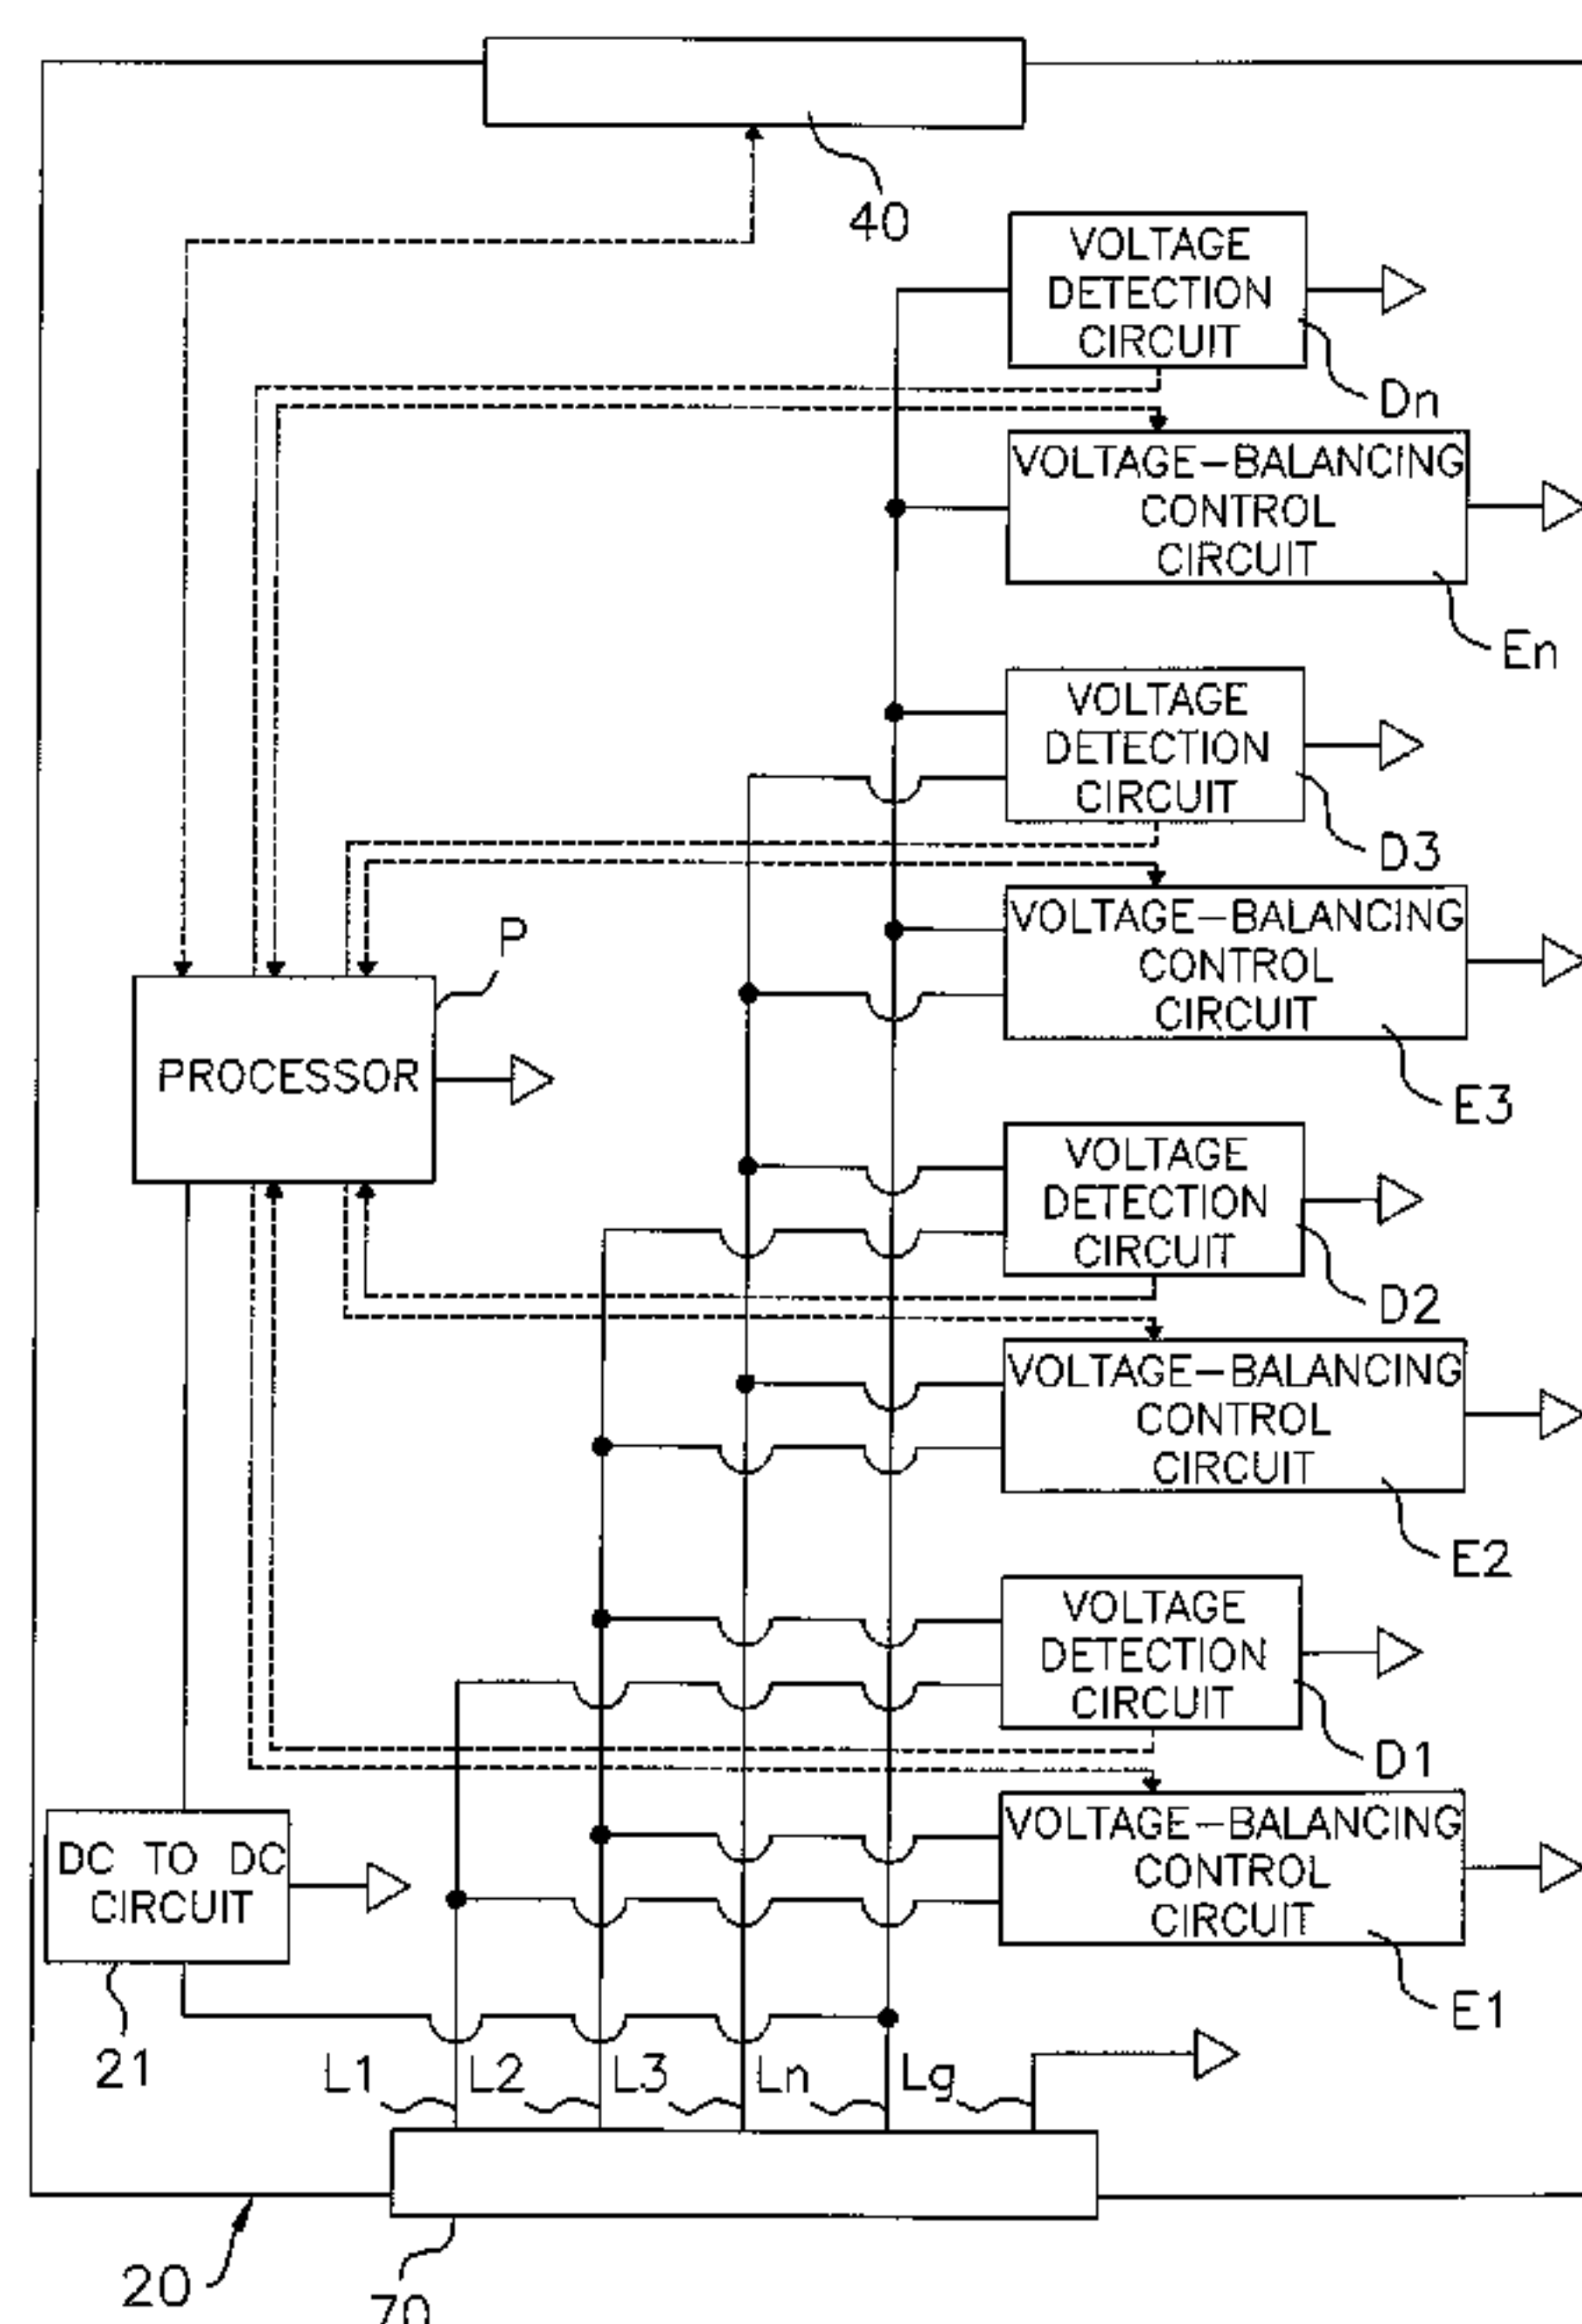 40
VOLTAGE
DETECTION
CIRCUIT
Dn
VOLTAGE-BALANCING
CONTROL
CIRCUIT
En
VOLTAGE
DETECTION
CIRCUIT
D3
VOLTAGE-BALANCING
CONTROL
CIRCUIT
E3
P
PROCESSOR
VOLTAGE
DETECTION
CIRCUIT
D2
VOLTAGE-BALANCING
CONTROL
CIRCUIT
E2
VOLTAGE
DETECTION
CIRCUIT
D1
VOLTAGE-BALANCING
CONTROL
CIRCUIT
E1
DC TO DC
CIRCUIT
21
L1 L2 L3 Ln Lg
20
70